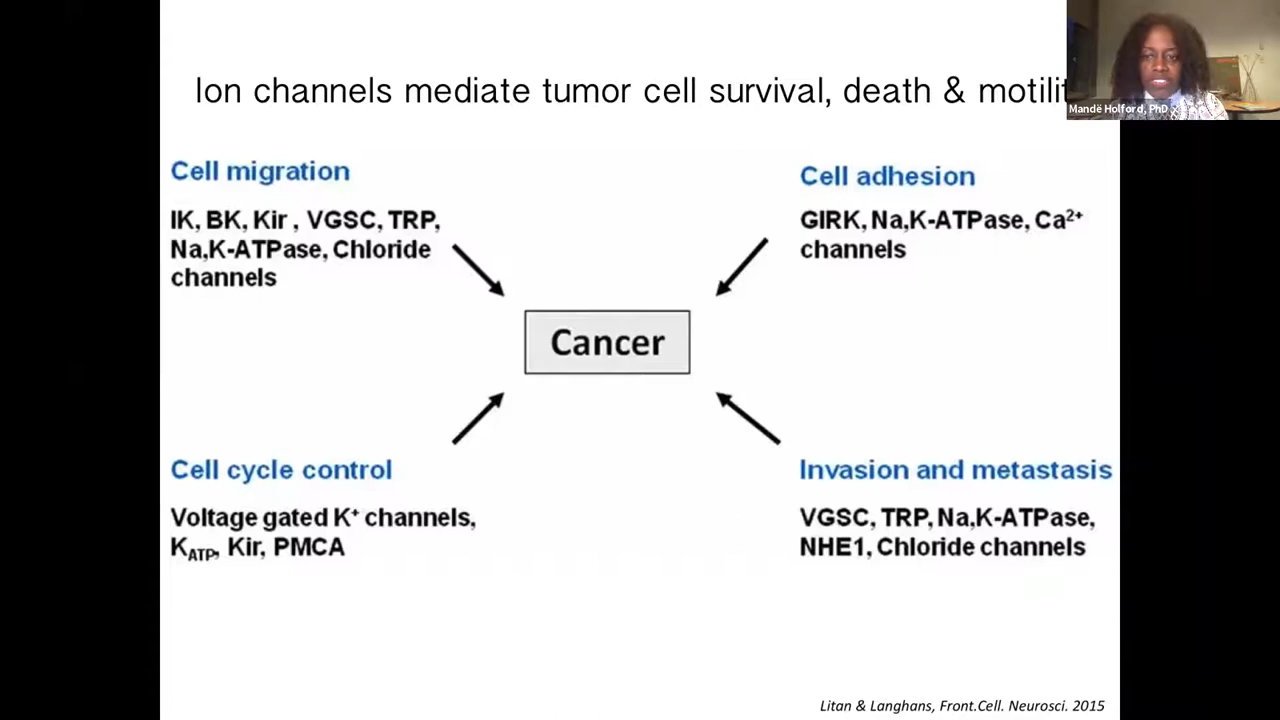 Ion channels mediate tumor cell survival, death & motilit
Mandë Holford, PhD
Cell migration
IK, BK, Kir , VGSC, TRP,
Na,K-ATPase, Chloride
channels
Cell adhesion
GIRK, Na,K-ATPase, Ca²⁺
channels
Cancer
Cell cycle control
Voltage gated K⁺ channels,
K_ATP, Kir, PMCA
Invasion and metastasis
VGSC, TRP, Na,K-ATPase,
NHE1, Chloride channels
Litan & Langhans, Front.Cell. Neurosci. 2015